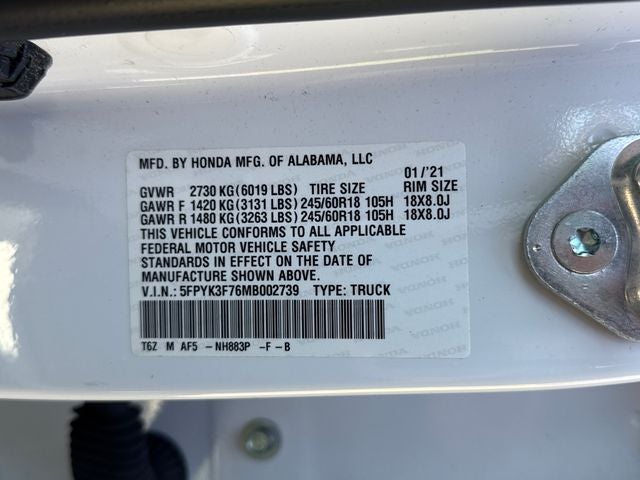 MFD. BY HONDA MFG. OF ALABAMA, LLC 01/'21
GVWR 2730 KG(6019 LBS) TIRE SIZE RIM SIZE
GAWR F 1420 KG(3131 LBS)245/60R18 105H 18X8.0J
GAWR R 1480 KG(3263 LBS)245/60R18 105H 18X8.0J
THIS VEHICLE CONFORMS TO ALL APPLICABLE
FEDERAL MOTOR VEHICLE SAFETY
STANDARDS IN EFFECT ON THE DATE OF
MANUFACTURE SHOWN ABOVE.
V.I.N.: 5FPYK3F76MB002739 TYPE: TRUCK
T6Z M AF5 -NH883P -F-B